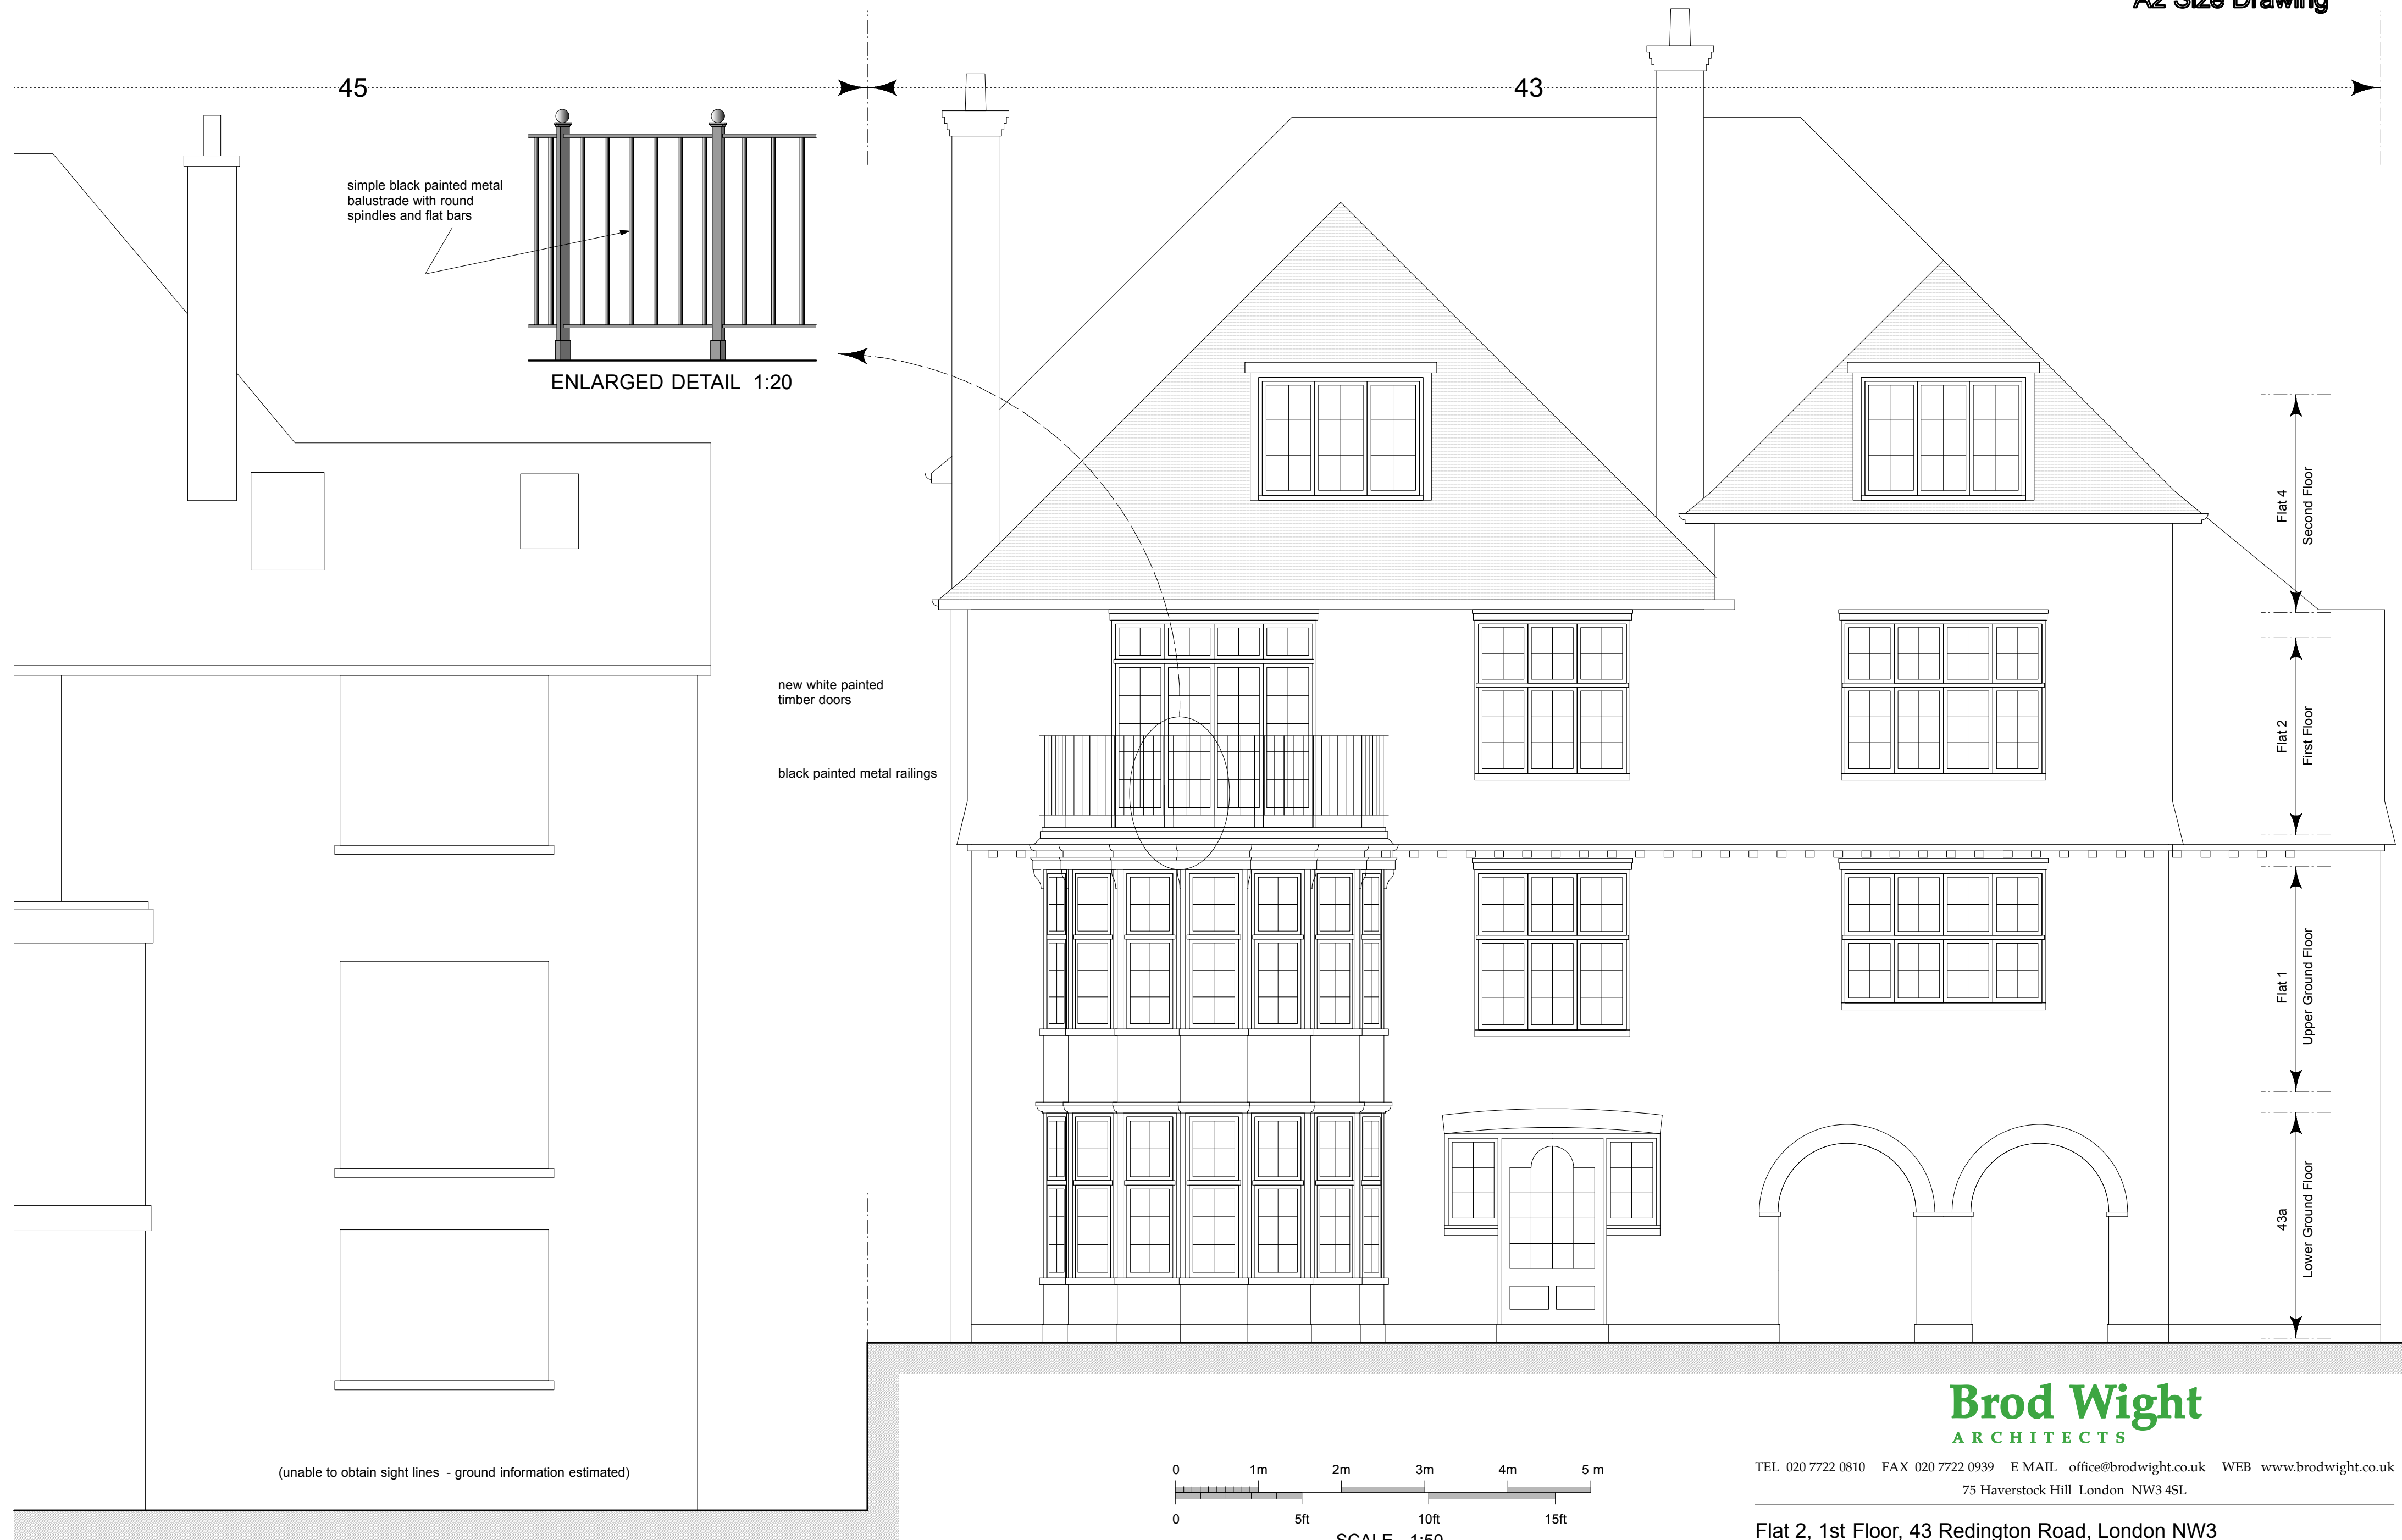 A2 Size Drawing
45
43
simple black painted metal
balustrade with round
spindles and flat bars
ENLARGED DETAIL 1:20
new white painted
timber doors
black painted metal railings
Flat 4
Second Floor
Flat 2
First Floor
Flat 1
Upper Ground Floor
43a
Lower Ground Floor
(unable to obtain sight lines - ground information estimated)
0 1m 2m 3m 4m 5 m
0 5ft 10ft 15ft
SCALE 1:50
Brod Wight
ARCHITECTS
TEL 020 7722 0810 FAX 020 7722 0939 E MAIL office@brodwight.co.uk WEB www.brodwight.co.uk
75 Haverstock Hill London NW3 4SL
Flat 2, 1st Floor, 43 Redington Road, London NW3